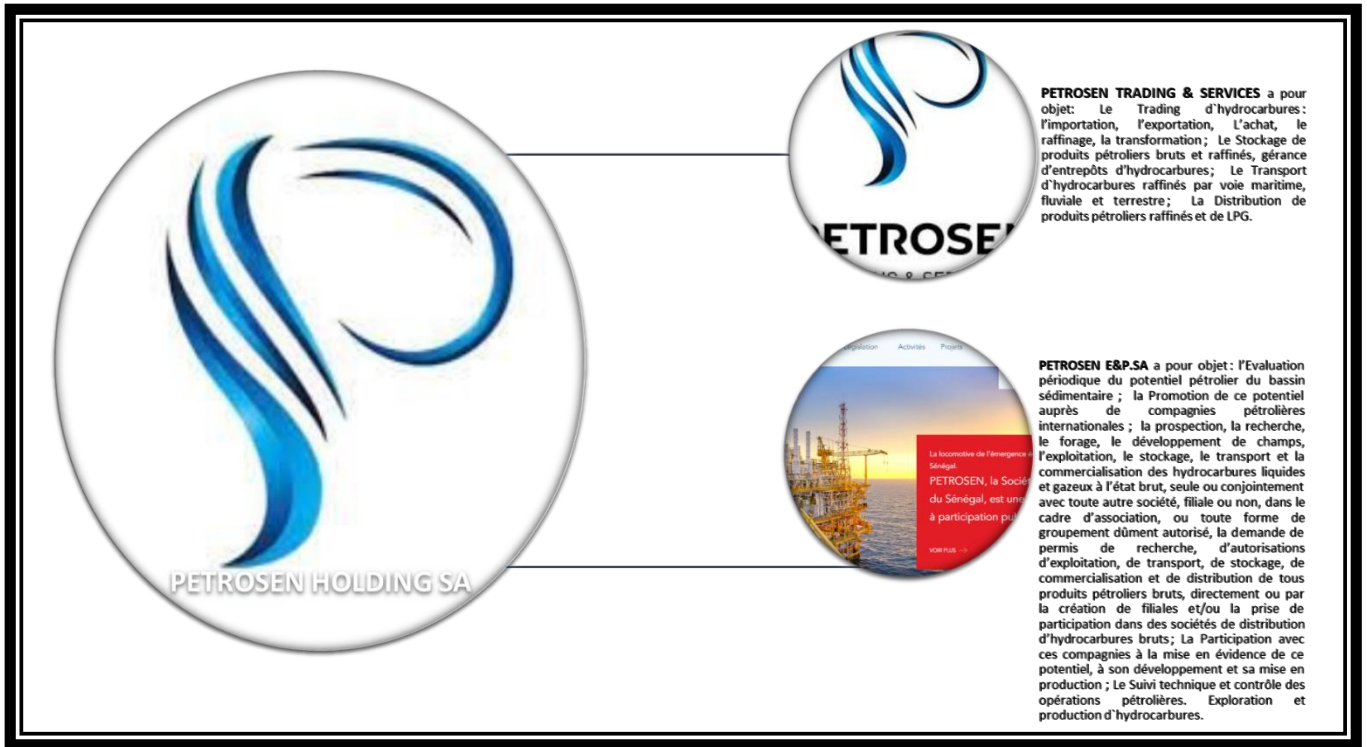 PETROSEN HOLDING SA
ETROSE
PETROSEN TRADING & SERVICES a pour
objet: Le Trading d`hydrocarbures:
l’importation, l’exportation, L’achat, le
raffinage, la transformation; Le Stockage de
produits pétroliers bruts et raffinés, gérance
d’entrepôts d’hydrocarbures; Le Transport
d`hydrocarbures raffinés par voie maritime,
fluviale et terrestre; La Distribution de
produits pétroliers raffinés et de LPG.
Législation Activités Projets
La locomotive de l’émergence
Sénégal.
PETROSEN, la Sociét
du Sénégal, est une
à participation pu
VOIR PLUS →
PETROSEN E&P.SA a pour objet: l’Evaluation
périodique du potentiel pétrolier du bassin
sédimentaire ; la Promotion de ce potentiel
auprès de compagnies pétrolières
internationales ; la prospection, la recherche,
le forage, le développement de champs,
l’exploitation, le stockage, le transport et la
commercialisation des hydrocarbures liquides
et gazeux à l’état brut, seule ou conjointement
avec toute autre société, filiale ou non, dans le
cadre d’association, ou toute forme de
groupement dûment autorisé, la demande de
permis de recherche, d’autorisations
d’exploitation, de transport, de stockage, de
commercialisation et de distribution de tous
produits pétroliers bruts, directement ou par
la création de filiales et/ou la prise de
participation dans des sociétés de distribution
d’hydrocarbures bruts; La Participation avec
ces compagnies à la mise en évidence de ce
potentiel, à son développement et sa mise en
production ; Le Suivi technique et contrôle des
opérations pétrolières. Exploration et
production d`hydrocarbures.